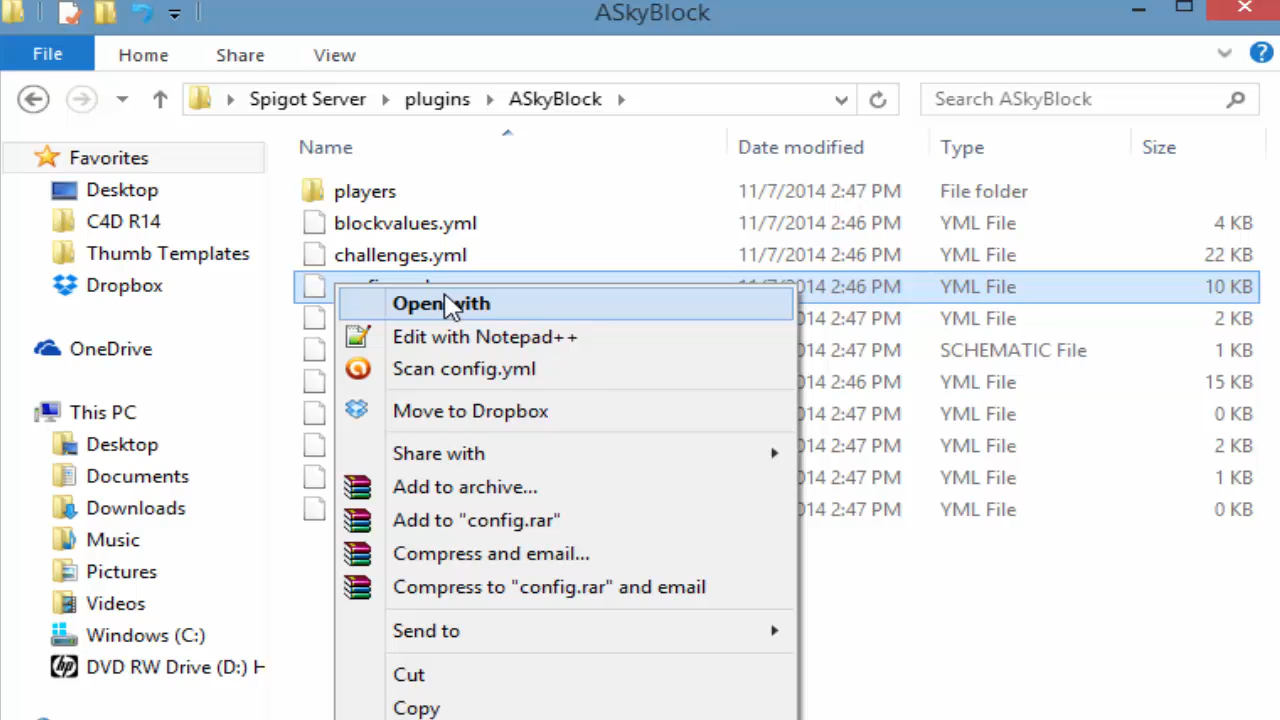 ASkyBlock
File Home Share View
Spigot Server plugins ASkyBlock Search ASkyBlock
Name Date modified Type Size
Favorites
Desktop
C4D R14
Thumb Templates
Dropbox
OneDrive
This PC
Desktop
Documents
Downloads
Music
Pictures
Videos
Windows (C:)
DVD RW Drive (D:) H
players 11/7/2014 2:47 PM File folder
blockvalues.yml 11/7/2014 2:46 PM YML File 4 KB
challenges.yml 11/7/2014 2:46 PM YML File 22 KB
11/7/2014 2:46 PM YML File 10 KB
014 2:47 PM YML File 2 KB
014 2:47 PM SCHEMATIC File 1 KB
014 2:46 PM YML File 15 KB
014 2:47 PM YML File 0 KB
014 2:47 PM YML File 2 KB
014 2:47 PM YML File 1 KB
014 2:47 PM YML File 0 KB
Open with
Edit with Notepad++
Scan config.yml
Move to Dropbox
Share with
Add to archive...
Add to "config.rar"
Compress and email...
Compress to "config.rar" and email
Send to
Cut
Copy